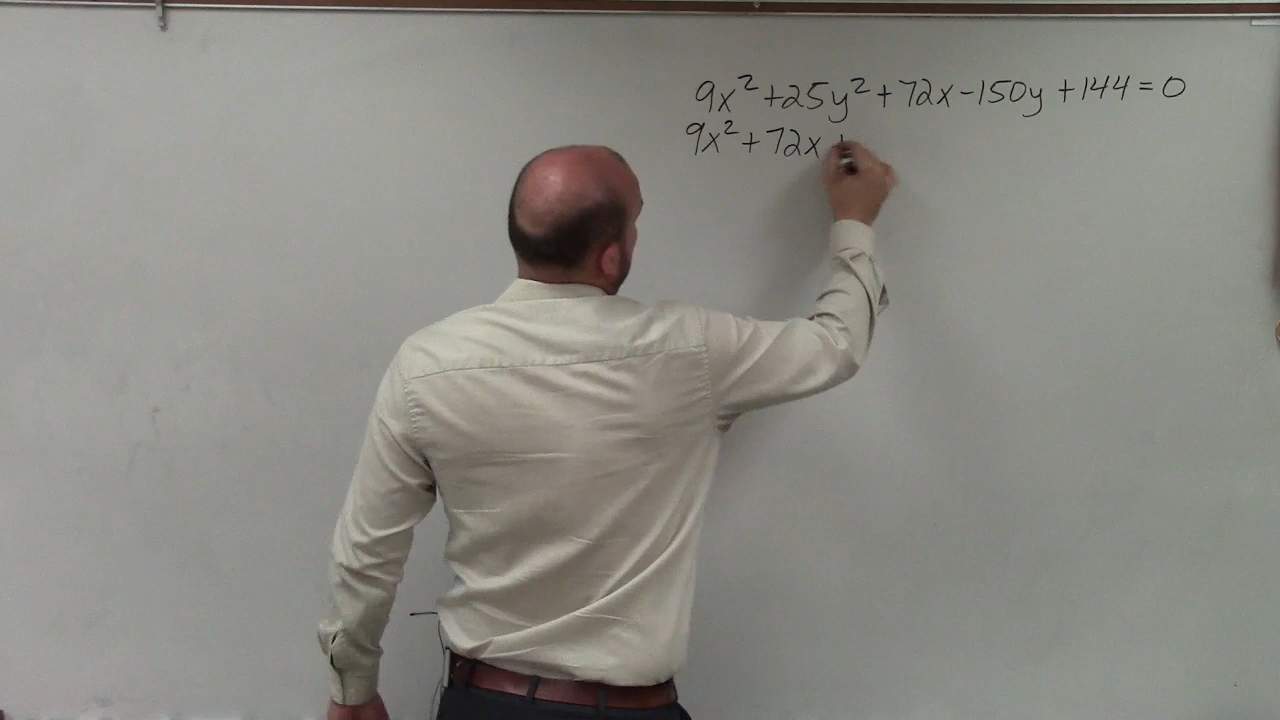 9x² + 25y² + 72x - 150y + 144 = 0
9x² + 72x +